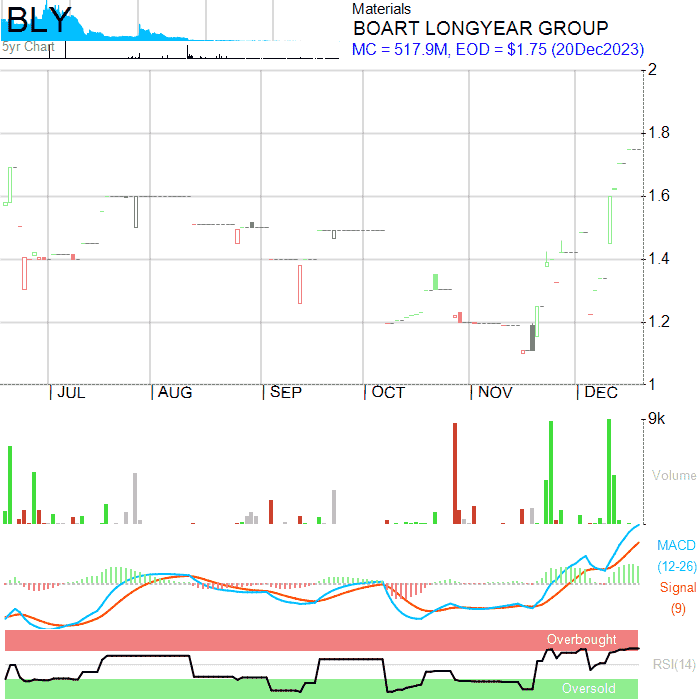 BLY
5yr Chart
Materials
BOART LONGYEAR GROUP
MC = 517.9M, EOD = $1.75 (20Dec2023)
2
1.8
1.6
1.4
1.2
1
JUL
AUG
SEP
OCT
NOV
DEC
9k
Volume
MACD
(12-26)
Signal
(9)
Overbought
RSI(14)
Oversold